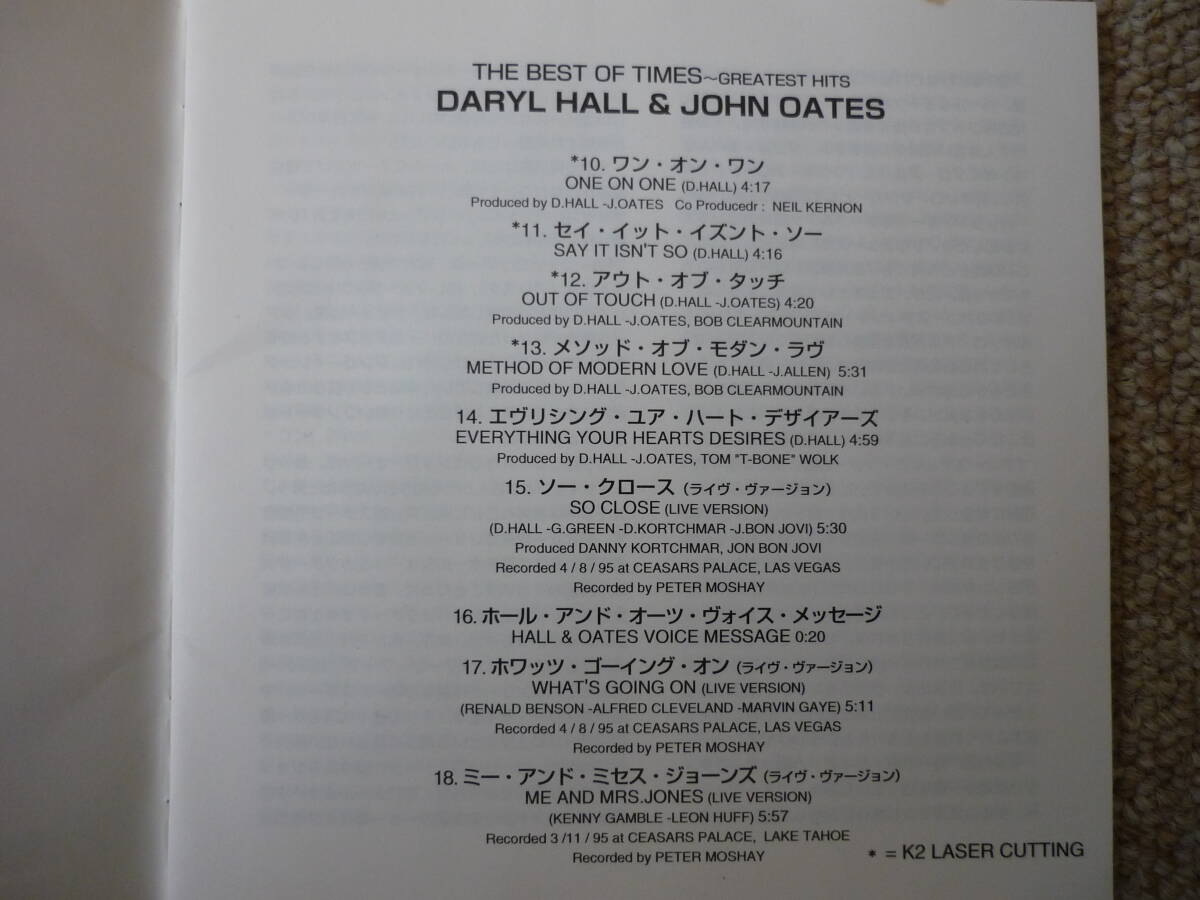 THE BEST OF TIMES~GREATEST HITS
DARYL HALL & JOHN OATES
*10. ワン・オン・ワン
ONE ON ONE (D.HALL) 4:17
Produced by D.HALL -J.OATES Co Producedr : NEIL KERNON
*11. セイ・イット・イズント・ソー
SAY IT ISN'T SO (D.HALL) 4:16
*12. アウト・オブ・タッチ
OUT OF TOUCH (D.HALL -J.OATES) 4:20
Produced by D.HALL -J.OATES, BOB CLEARMOUNTAIN
*13. メソッド・オブ・モダン・ラヴ
METHOD OF MODERN LOVE (D.HALL -J.ALLEN) 5:31
Produced by D.HALL -J.OATES, BOB CLEARMOUNTAIN
14. エヴリシング・ユア・ハート・デザイアーズ
EVERYTHING YOUR HEARTS DESIRES (D.HALL) 4:59
Produced by D.HALL -J.OATES, TOM "T-BONE" WOLK
15. ソー・クロース (ライヴ・ヴァージョン)
SO CLOSE (LIVE VERSION)
(D.HALL -G.GREEN -D.KORTCHMAR -J.BON JOVI) 5:30
Produced DANNY KORTCHMAR, JON BON JOVI
Recorded 4 / 8 / 95 at CEASARS PALACE, LAS VEGAS
Recorded by PETER MOSHAY
16. ホール・アンド・オーツ・ヴォイス・メッセージ
HALL & OATES VOICE MESSAGE 0:20
17. ホワッツ・ゴーイング・オン (ライヴ・ヴァージョン)
WHAT'S GOING ON (LIVE VERSION)
(RENALD BENSON -ALFRED CLEVELAND -MARVIN GAYE) 5:11
Recorded 4 / 8 / 95 at CEASARS PALACE, LAS VEGAS
Recorded by PETER MOSHAY
18. ミー・アンド・ミセス・ジョーンズ (ライヴ・ヴァージョン)
ME AND MRS.JONES (LIVE VERSION)
(KENNY GAMBLE -LEON HUFF) 5:57
Recorded 3 /11 / 95 at CEASARS PALACE, LAKE TAHOE
Recorded by PETER MOSHAY
* = K2 LASER CUTTING